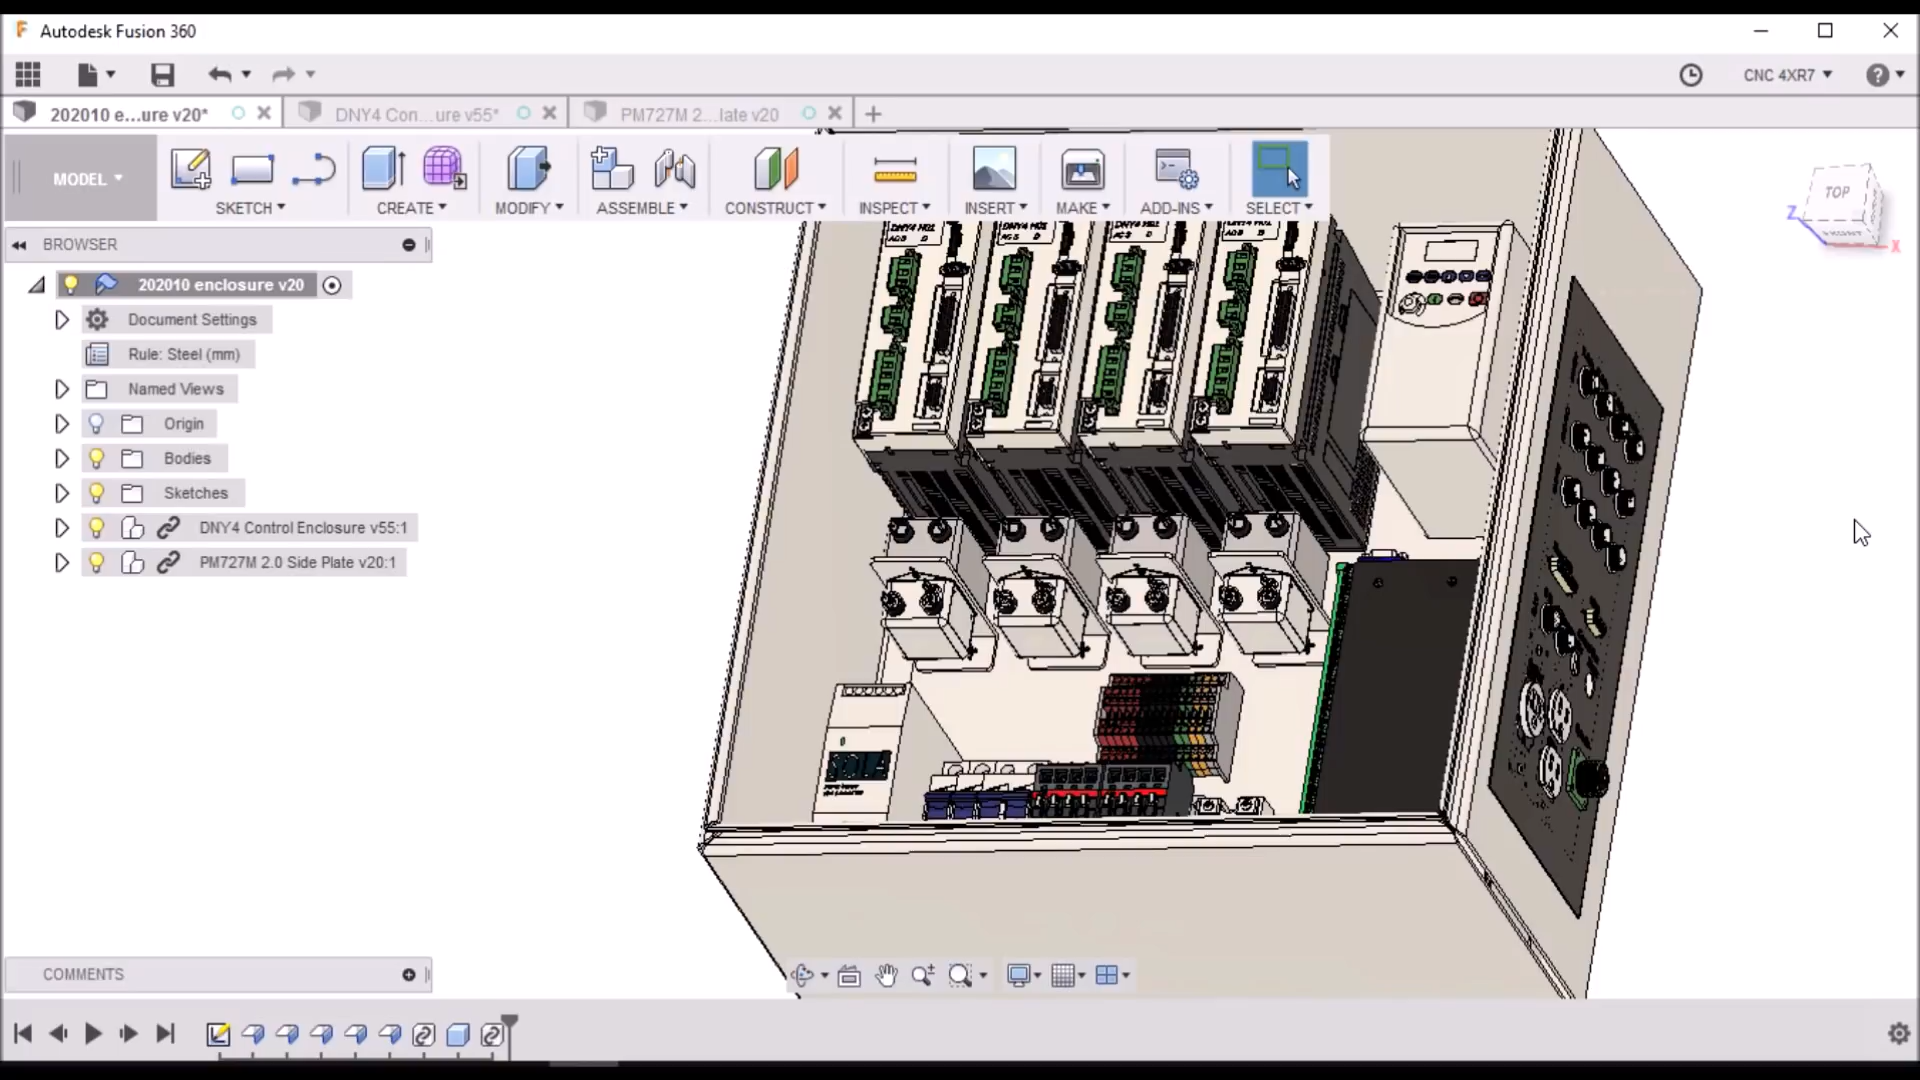 Autodesk Fusion 360
CNC 4XR7
202010 e...ure v20*
DNY4 Con...ure v55*
PM727M 2...late v20
MODEL
SKETCH
CREATE
MODIFY
ASSEMBLE
CONSTRUCT
INSPECT
INSERT
MAKE
ADD-INS
SELECT
TOP
FRONT
Z
X
BROWSER
202010 enclosure v20
Document Settings
Rule: Steel (mm)
Named Views
Origin
Bodies
Sketches
DNY4 Control Enclosure v55:1
PM727M 2.0 Side Plate v20:1
SOLA
COMMENTS